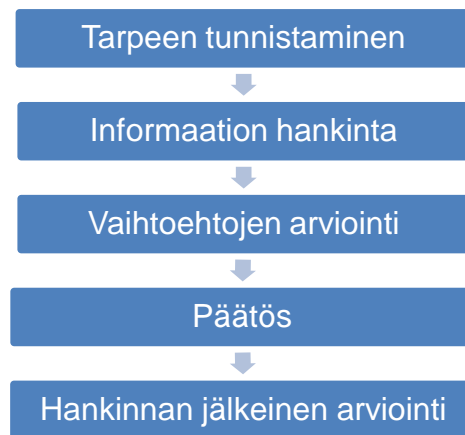 Tarpeen tunnistaminen
Informaation hankinta
Vaihtoehtojen arviointi
Päätös
Hankinnan jälkeinen arviointi